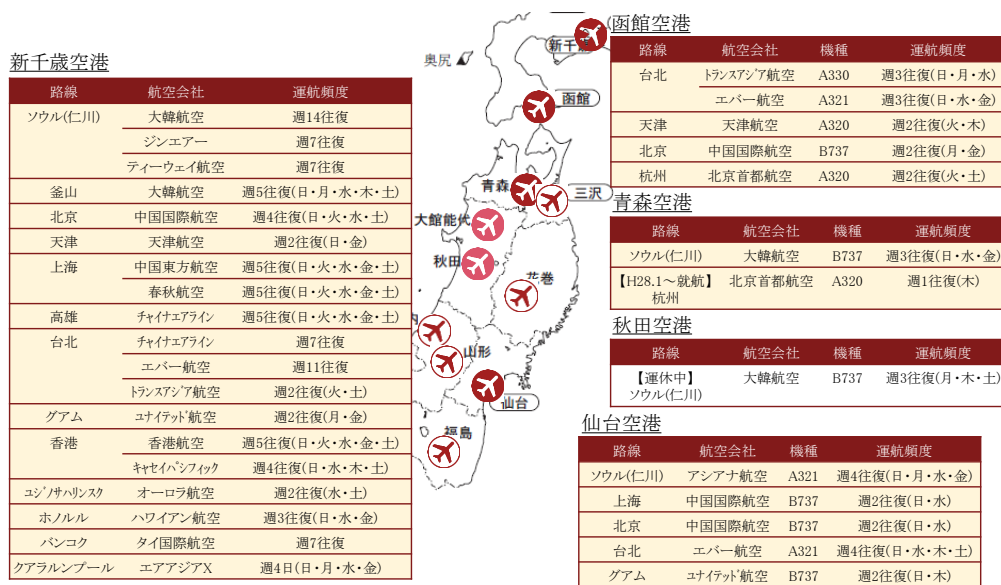 新千歳空港
路線 航空会社 運航頻度
ソウル(仁川) 大韓航空 週14往復
ジンエアー 週7往復
ティーウェイ航空 週7往復
釜山 大韓航空 週5往復(日・月・水・木・土)
北京 中国国際航空 週4往復(日・火・水・土)
天津 天津航空 週2往復(日・金)
上海 中国東方航空 週5往復(日・火・水・金・土)
春秋航空 週5往復(日・火・水・金・土)
高雄 チャイナエアライン 週5往復(日・火・水・金・土)
台北 チャイナエアライン 週7往復
エバー航空 週11往復
トランスアジア航空 週2往復(火・土)
グアム ユナイテッド航空 週2往復(月・金)
香港 香港航空 週5往復(日・火・水・金・土)
キャセイパシフィック 週4往復(日・水・木・土)
ユジノサハリンスク オーロラ航空 週2往復(水・土)
ホノルル ハワイアン航空 週3往復(日・水・金)
バンコク タイ国際航空 週7往復
クアラルンプール エアアジアX 週4日(日・月・水・金)
新千歳
奥尻
函館
青森
三沢
大館能代
秋田
花巻
内
山形
仙台
福島
函館空港
路線 航空会社 機種 運航頻度
台北 トランスアジア航空 A330 週3往復(日・月・水)
エバー航空 A321 週3往復(日・水・金)
天津 天津航空 A320 週2往復(火・木)
北京 中国国際航空 B737 週2往復(月・金)
杭州 北京首都航空 A320 週2往復(火・土)
青森空港
路線 航空会社 機種 運航頻度
ソウル(仁川) 大韓航空 B737 週3往復(日・水・金)
【H28.1～就航】 北京首都航空 A320 週1往復(木)
杭州
秋田空港
路線 航空会社 機種 運航頻度
【運休中】 大韓航空 B737 週3往復(月・木・土)
ソウル(仁川)
仙台空港
路線 航空会社 機種 運航頻度
ソウル(仁川) アシアナ航空 A321 週4往復(日・月・水・金)
上海 中国国際航空 B737 週2往復(日・水)
北京 中国国際航空 B737 週2往復(日・水)
台北 エバー航空 A321 週4往復(日・水・木・土)
グアム ユナイテッド航空 B737 週2往復(日・木)